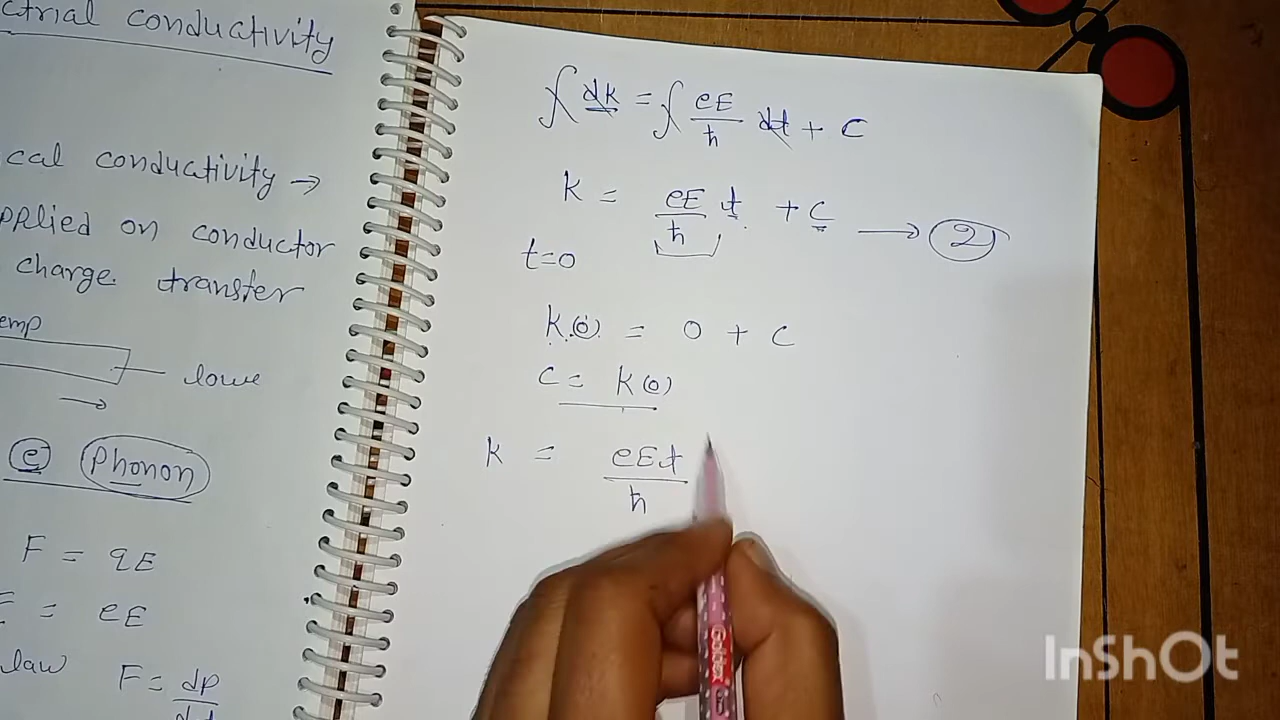 ctrial conductivity
cal conductivity →
pplied on conductor
charge transfer
emp
lowe
→
e Phonon
F = qE
= eE
law F = dp
∫ dk = ∫ eE/ħ dt + C
k = eE/ħ t + C → 2
t=0
k(0) = 0 + C
C = k(0)
k = eEt/ħ
Goldex
InShOt